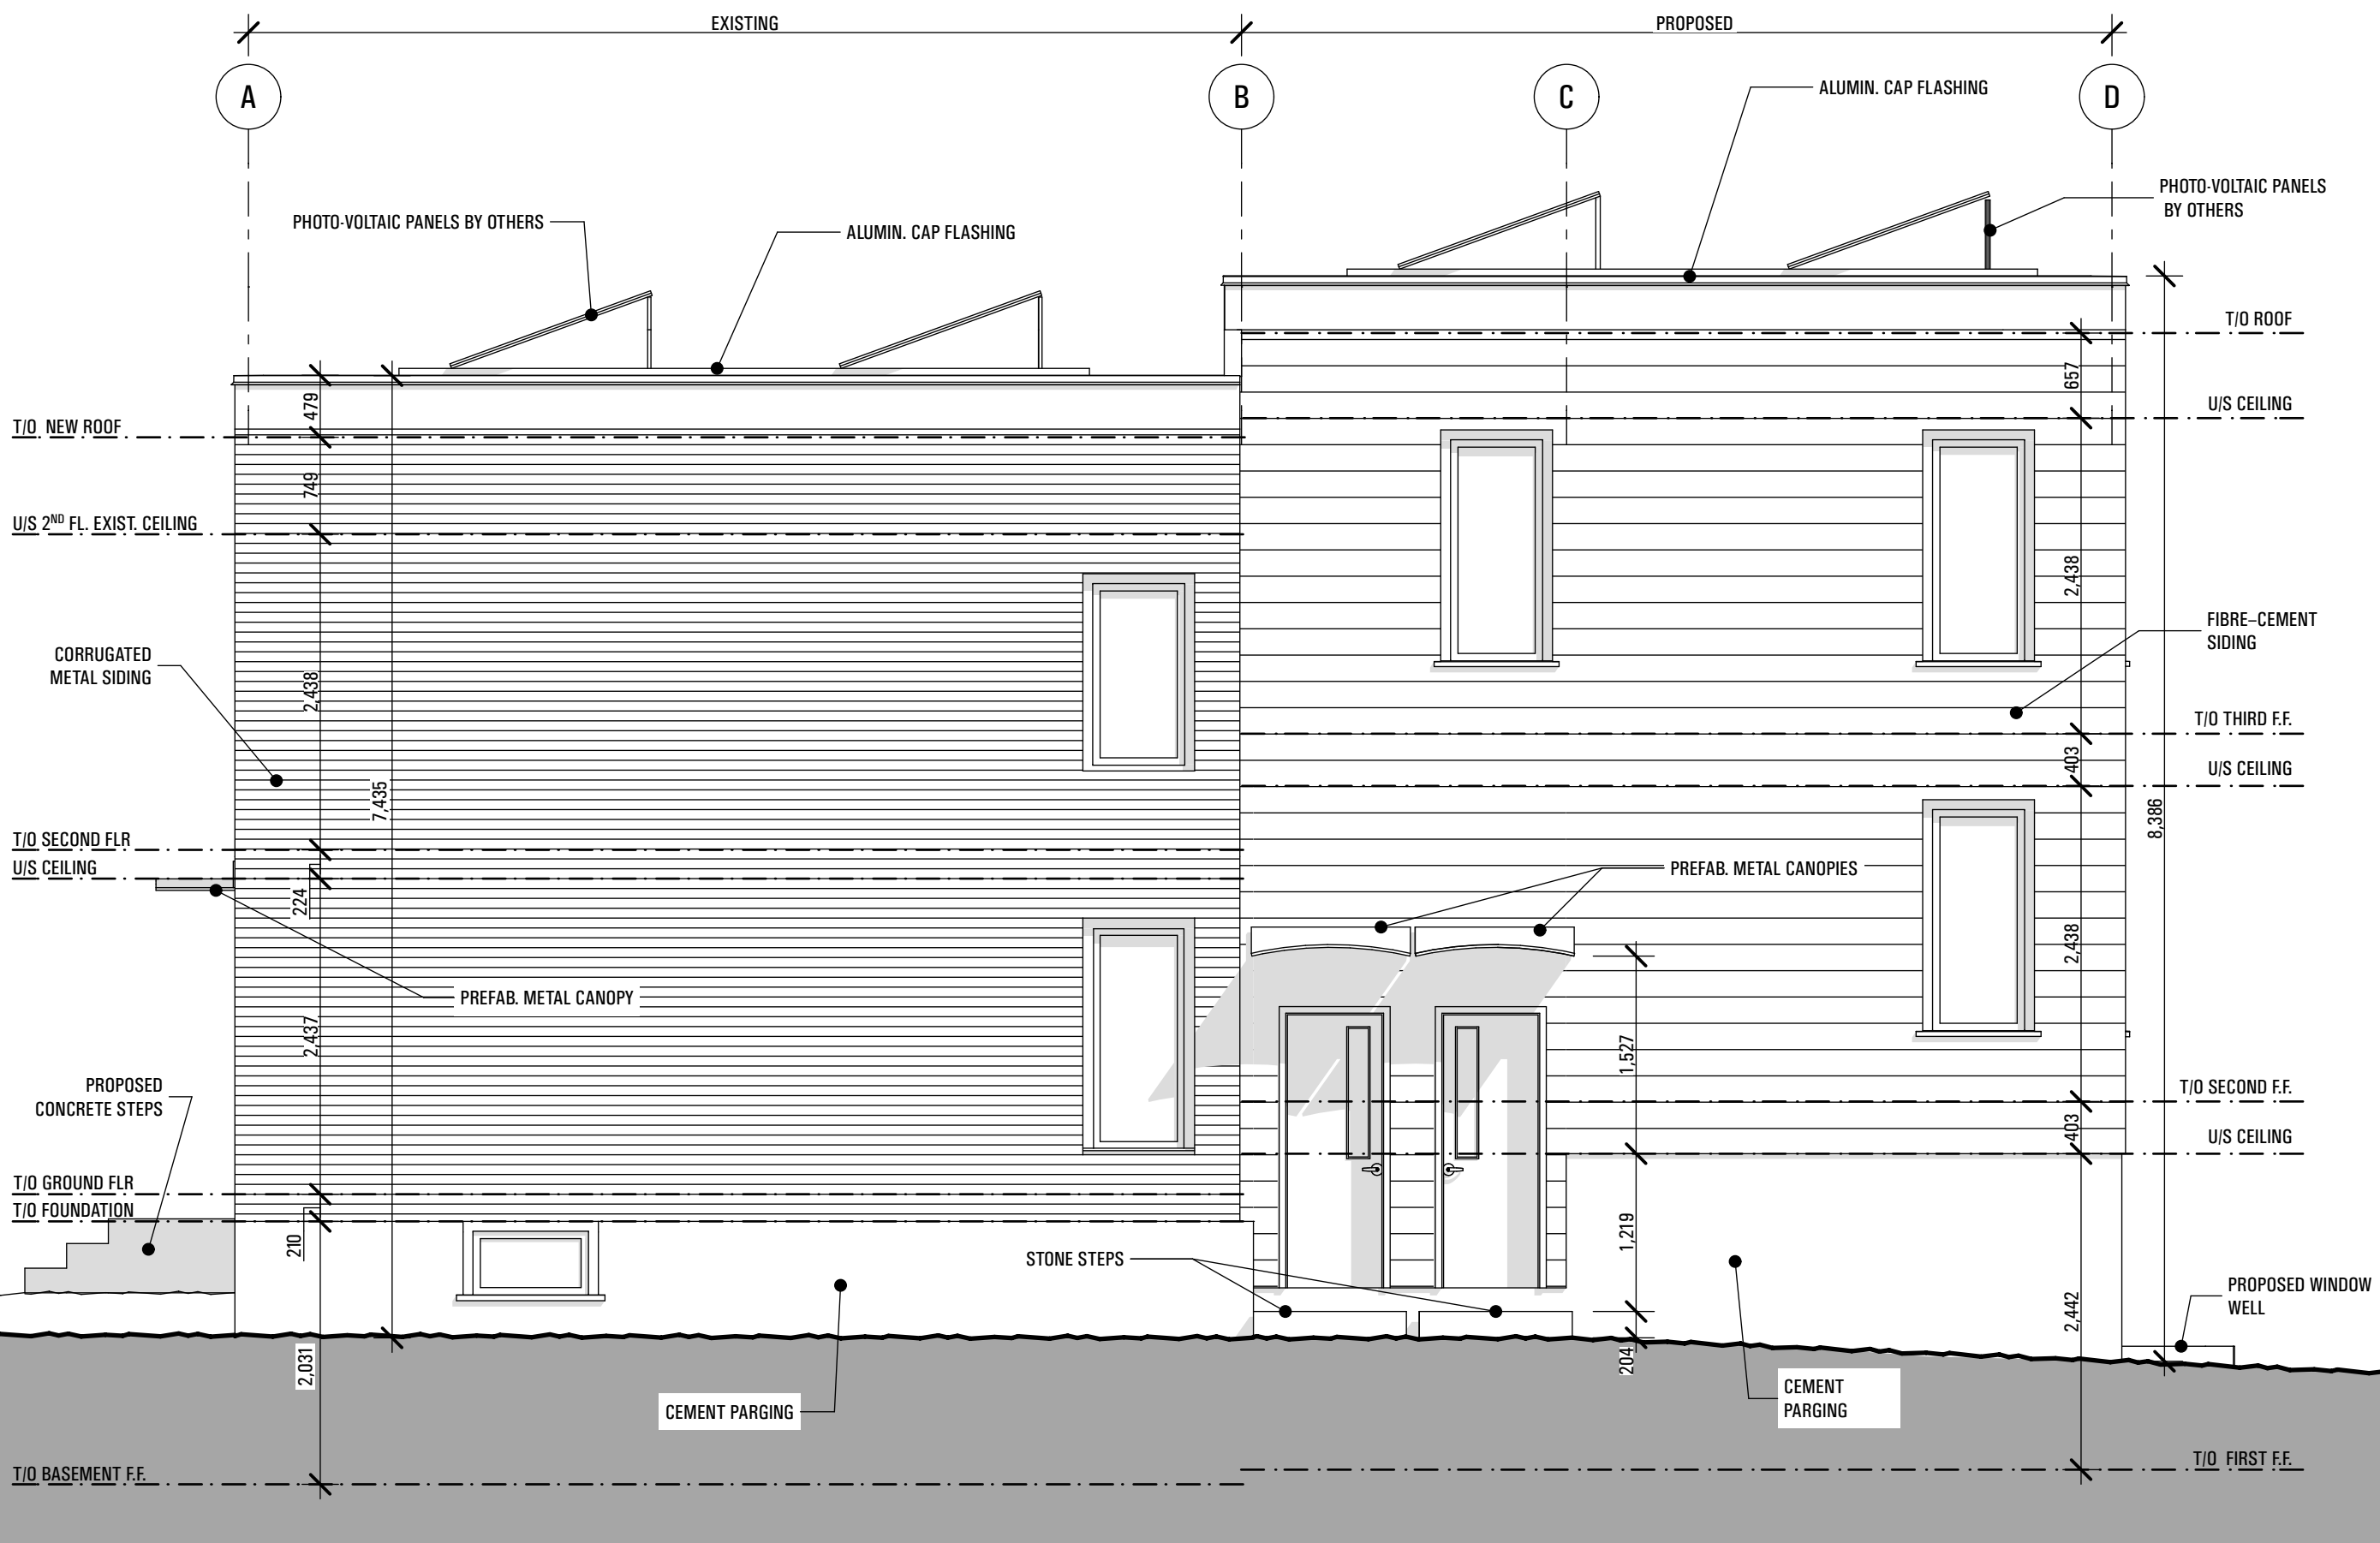 EXISTING
PROPOSED
A
B
C
D
ALUMIN. CAP FLASHING
PHOTO-VOLTAIC PANELS
BY OTHERS
PHOTO-VOLTAIC PANELS BY OTHERS
ALUMIN. CAP FLASHING
T/O ROOF
657
U/S CEILING
479
T/O NEW ROOF
749
U/S 2ND FL. EXIST. CEILING
2,438
FIBRE–CEMENT
SIDING
CORRUGATED
METAL SIDING
2,438
T/O THIRD F.F.
403
U/S CEILING
7,435
8,386
T/O SECOND FLR
U/S CEILING
224
PREFAB. METAL CANOPIES
2,438
PREFAB. METAL CANOPY
2,437
1,527
PROPOSED
CONCRETE STEPS
T/O SECOND F.F.
403
U/S CEILING
T/O GROUND FLR
T/O FOUNDATION
210
1,219
STONE STEPS
PROPOSED WINDOW
WELL
2,442
2,031
204
CEMENT PARGING
CEMENT
PARGING
T/O BASEMENT F.F.
T/O FIRST F.F.